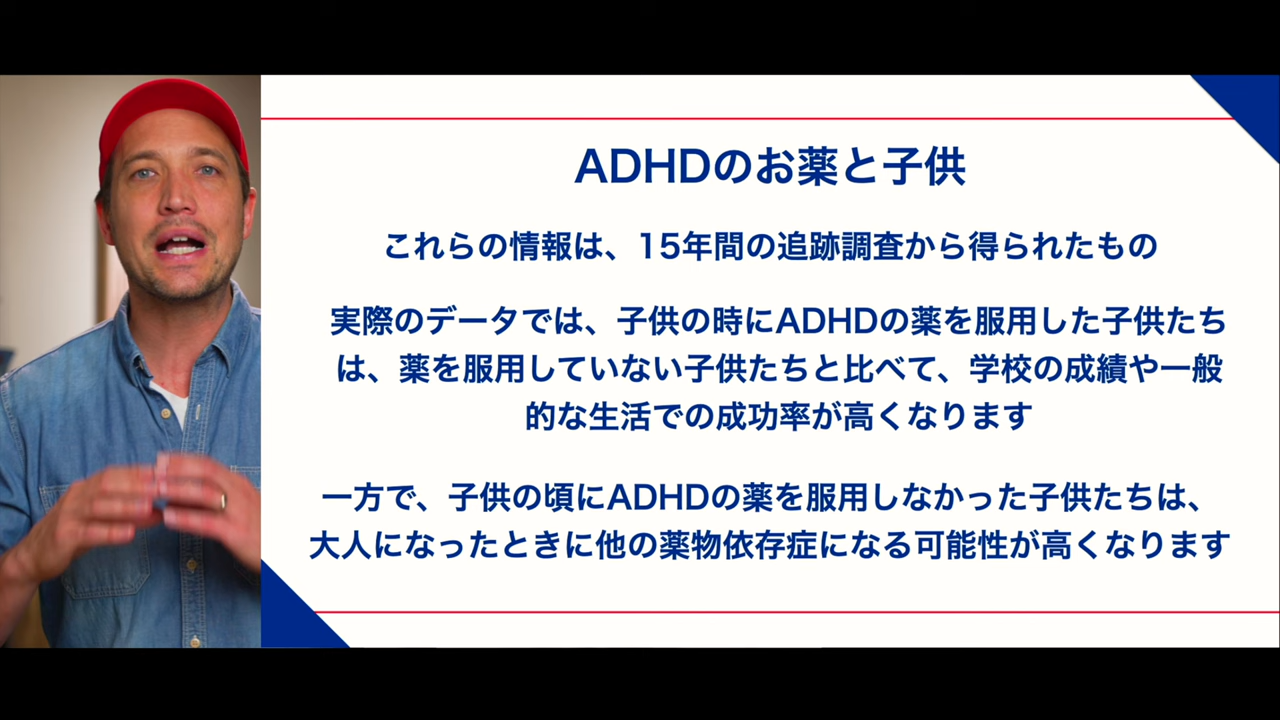 ADHDのお薬と子供
これらの情報は、15年間の追跡調査から得られたもの
実際のデータでは、子供の時にADHDの薬を服用した子供たち
は、薬を服用していない子供たちと比べて、学校の成績や一般
的な生活での成功率が高くなります
一方で、子供の頃にADHDの薬を服用しなかった子供たちは、
大人になったときに他の薬物依存症になる可能性が高くなります